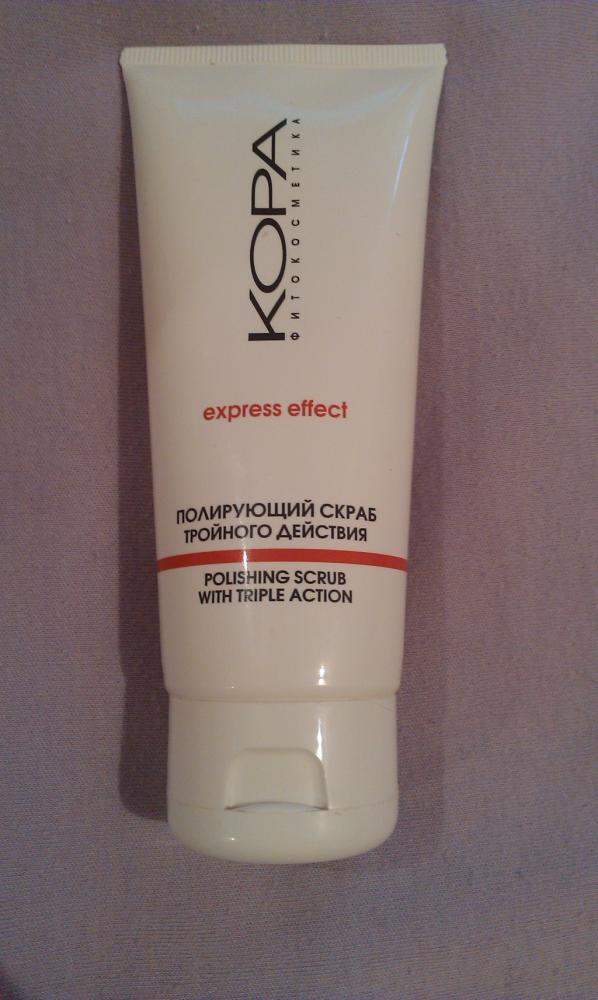 КОРА
ФИТОКОСМЕТИКА
express effect
ПОЛИРУЮЩИЙ СКРАБ
ТРОЙНОГО ДЕЙСТВИЯ
POLISHING SCRUB
WITH TRIPLE ACTION